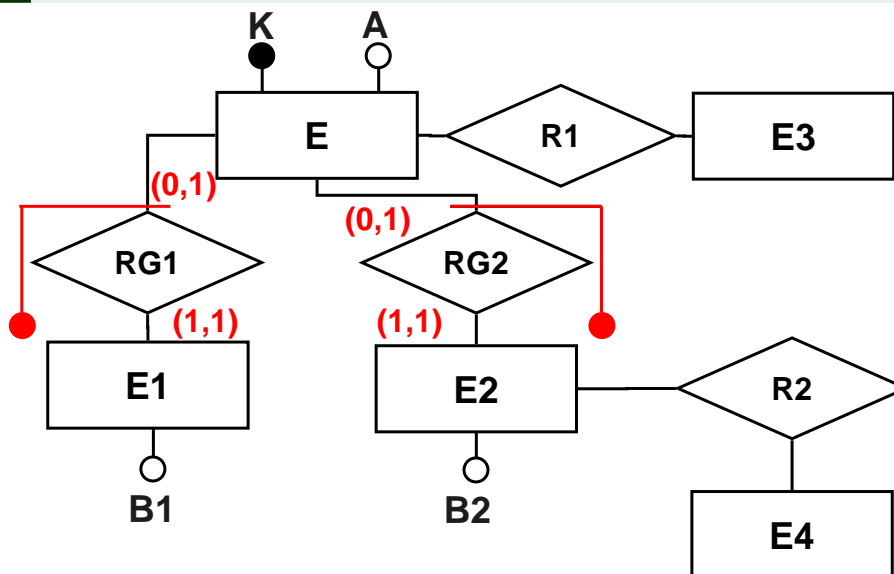 K
A
E
R1
E3
(0,1)
(0,1)
RG1
RG2
(1,1)
(1,1)
E1
E2
R2
B1
B2
E4